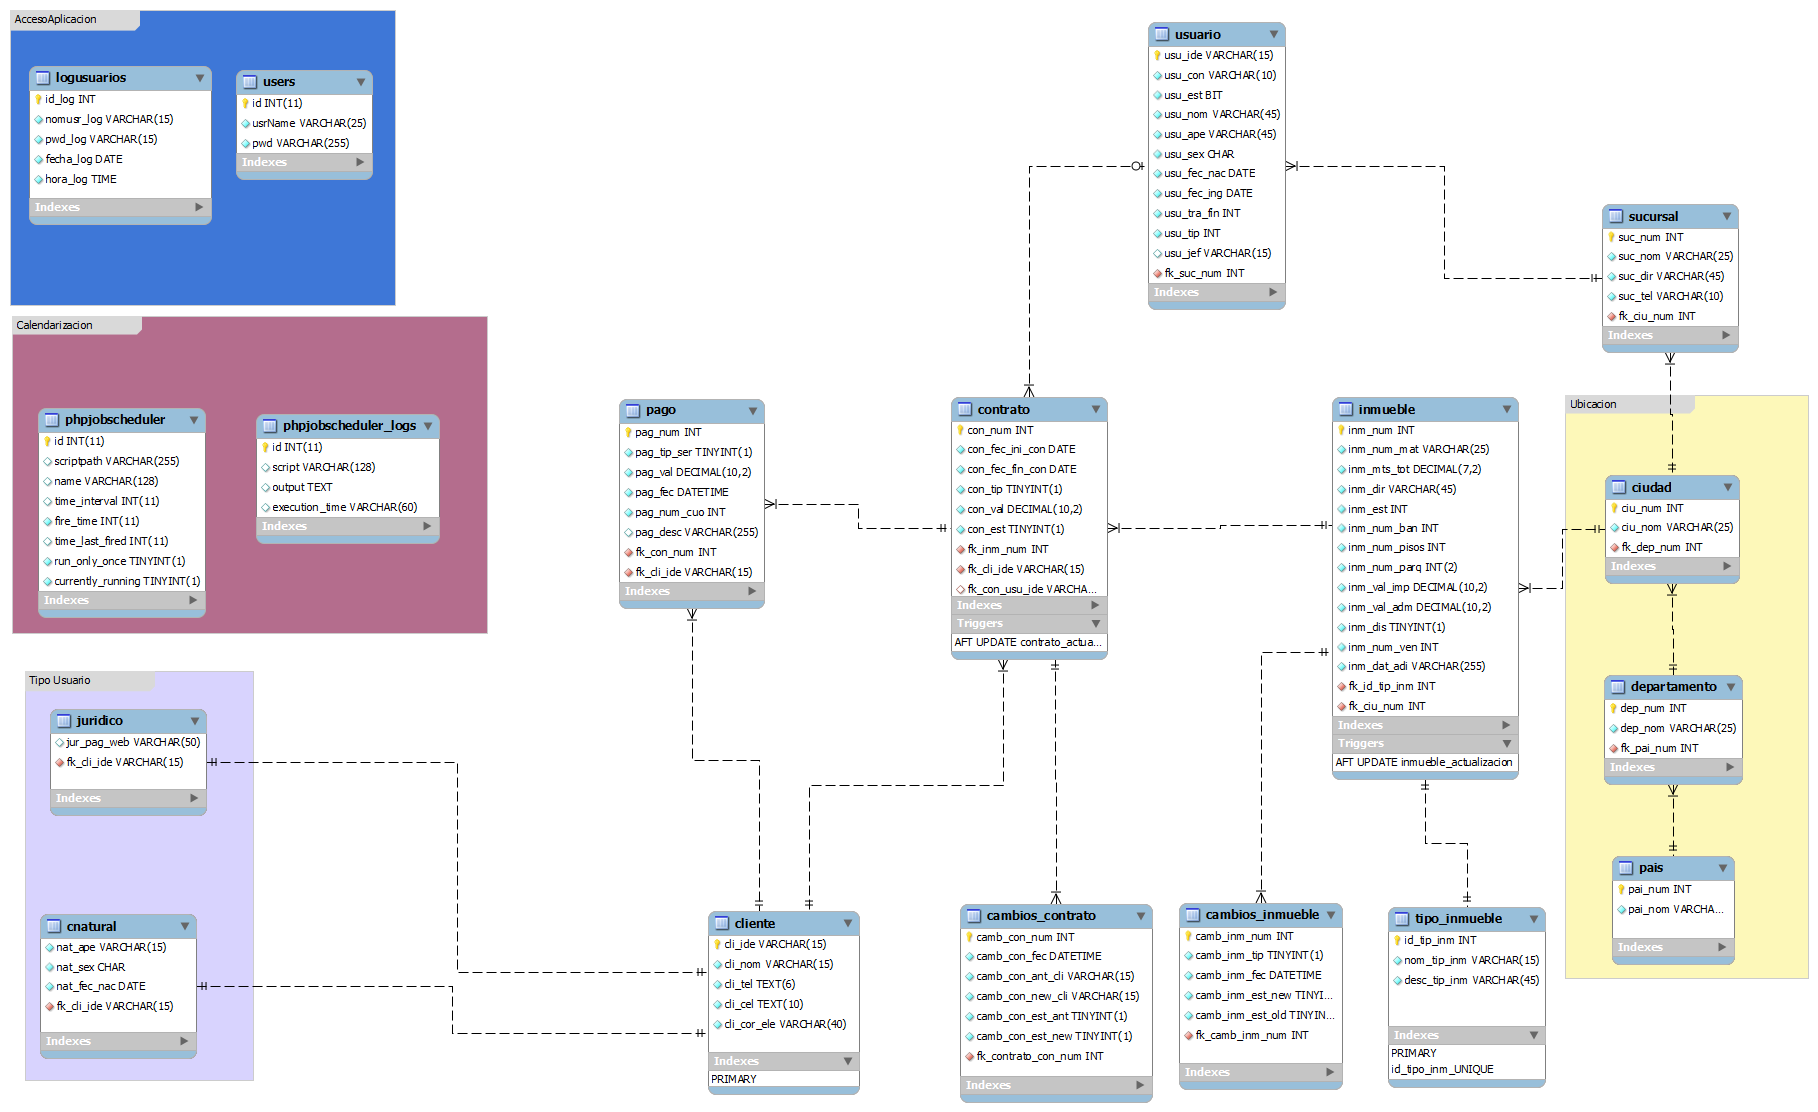 AccesoAplicacion
logusuarios
id_log INT
nomusr_log VARCHAR(15)
pwd_log VARCHAR(15)
fecha_log DATE
hora_log TIME
Indexes
users
id INT(11)
usrName VARCHAR(25)
pwd VARCHAR(255)
Indexes
Calendarizacion
phpjobscheduler
id INT(11)
scriptpath VARCHAR(255)
name VARCHAR(128)
time_interval INT(11)
fire_time INT(11)
time_last_fired INT(11)
run_only_once TINYINT(1)
currently_running TINYINT(1)
Indexes
phpjobscheduler_logs
id INT(11)
script VARCHAR(128)
output TEXT
execution_time VARCHAR(60)
Indexes
Tipo Usuario
juridico
jur_pag_web VARCHAR(50)
fk_cli_ide VARCHAR(15)
Indexes
cnatural
nat_ape VARCHAR(15)
nat_sex CHAR
nat_fec_nac DATE
fk_cli_ide VARCHAR(15)
Indexes
pago
pag_num INT
pag_tip_ser TINYINT(1)
pag_val DECIMAL(10,2)
pag_fec DATETIME
pag_num_cuo INT
pag_desc VARCHAR(255)
fk_con_num INT
fk_cli_ide VARCHAR(15)
Indexes
cliente
cli_ide VARCHAR(15)
cli_nom VARCHAR(15)
cli_tel TEXT(6)
cli_cel TEXT(10)
cli_cor_ele VARCHAR(40)
Indexes
PRIMARY
usuario
usu_ide VARCHAR(15)
usu_con VARCHAR(10)
usu_est BIT
usu_nom VARCHAR(45)
usu_ape VARCHAR(45)
usu_sex CHAR
usu_fec_nac DATE
usu_fec_ing DATE
usu_tra_fin INT
usu_tip INT
usu_jef VARCHAR(15)
fk_suc_num INT
Indexes
contrato
con_num INT
con_fec_ini_con DATE
con_fec_fin_con DATE
con_tip TINYINT(1)
con_val DECIMAL(10,2)
con_est TINYINT(1)
fk_inm_num INT
fk_cli_ide VARCHAR(15)
fk_con_usu_ide VARCHA...
Indexes
Triggers
AFT UPDATE contrato_actua...
cambios_contrato
camb_con_num INT
camb_con_fec DATETIME
camb_con_ant_cli VARCHAR(15)
camb_con_new_cli VARCHAR(15)
camb_con_est_ant TINYINT(1)
camb_con_est_new TINYINT(1)
fk_contrato_con_num INT
Indexes
inmueble
inm_num INT
inm_num_mat VARCHAR(25)
inm_mts_tot DECIMAL(7,2)
inm_dir VARCHAR(45)
inm_est INT
inm_num_ban INT
inm_num_pisos INT
inm_num_parq INT(2)
inm_val_imp DECIMAL(10,2)
inm_val_adm DECIMAL(10,2)
inm_dis TINYINT(1)
inm_num_ven INT
inm_dat_adi VARCHAR(255)
fk_id_tip_inm INT
fk_ciu_num INT
Indexes
Triggers
AFT UPDATE inmueble_actualizacion
cambios_inmueble
camb_inm_num INT
camb_inm_tip TINYINT(1)
camb_inm_fec DATETIME
camb_inm_est_new TINYI...
camb_inm_est_old TINYIN...
fk_camb_inm_num INT
Indexes
tipo_inmueble
id_tip_inm INT
nom_tip_inm VARCHAR(15)
desc_tip_inm VARCHAR(45)
Indexes
PRIMARY
id_tipo_inm_UNIQUE
sucursal
suc_num INT
suc_nom VARCHAR(25)
suc_dir VARCHAR(45)
suc_tel VARCHAR(10)
fk_ciu_num INT
Indexes
Ubicacion
ciudad
ciu_num INT
ciu_nom VARCHAR(25)
fk_dep_num INT
Indexes
departamento
dep_num INT
dep_nom VARCHAR(25)
fk_pai_num INT
Indexes
pais
pai_num INT
pai_nom VARCHA...
Indexes